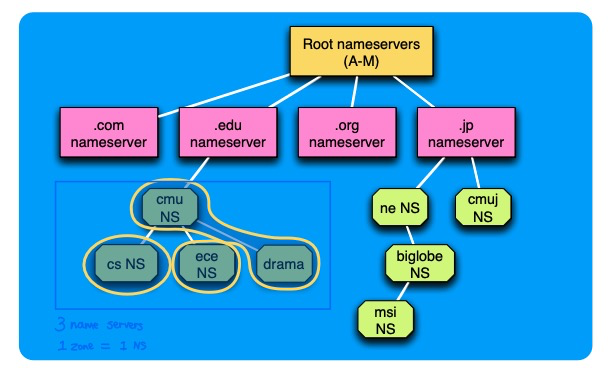 Root nameservers
(A-M)
.com
nameserver
.edu
nameserver
.org
nameserver
.jp
nameserver
cmu
NS
ne NS
cmuj
NS
cs NS
ece
NS
drama
biglobe
NS
msi
NS
3 name servers
1 zone = 1 NS